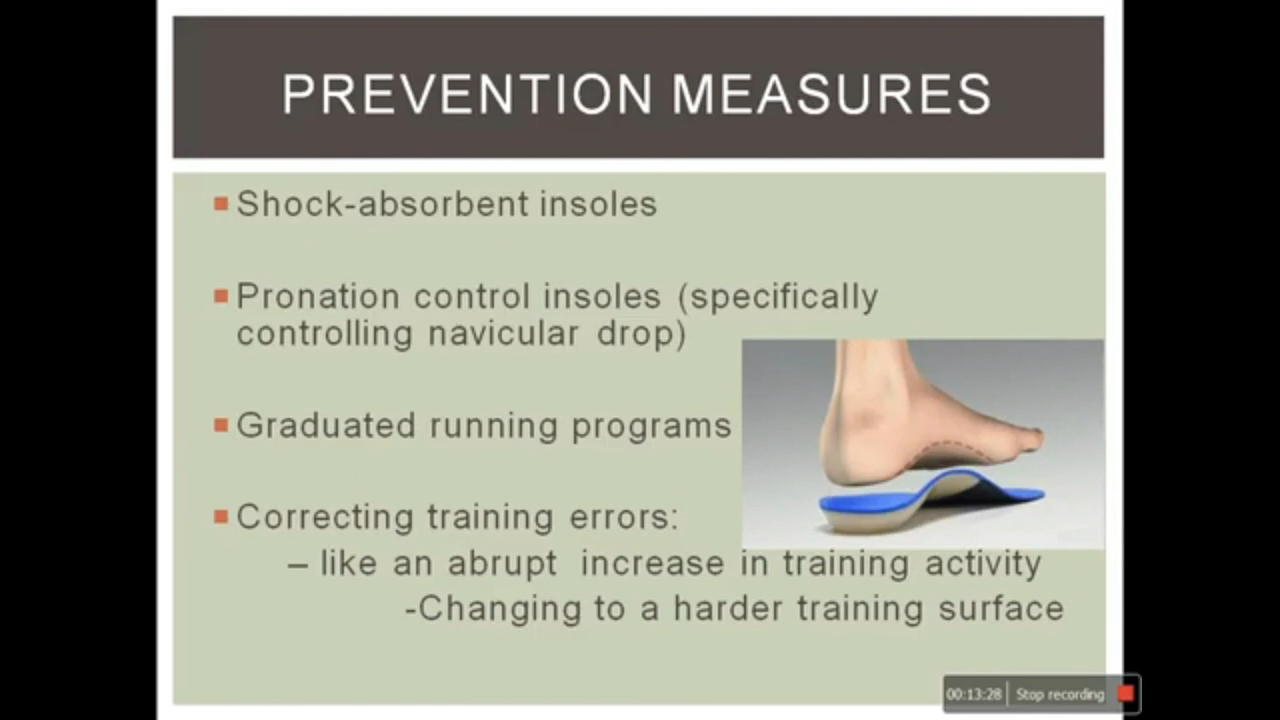 PREVENTION MEASURES
Shock-absorbent insoles
Pronation control insoles (specifically
controlling navicular drop)
Graduated running programs
Correcting training errors:
– like an abrupt increase in training activity
-Changing to a harder training surface
00:13:28 Stop recording